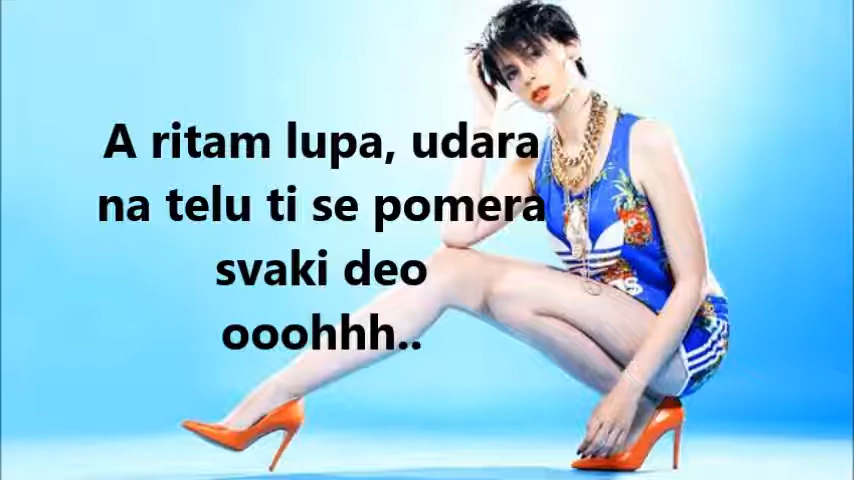 A ritam lupa, udara
na telu ti se pomera
svaki deo
ooohhh..